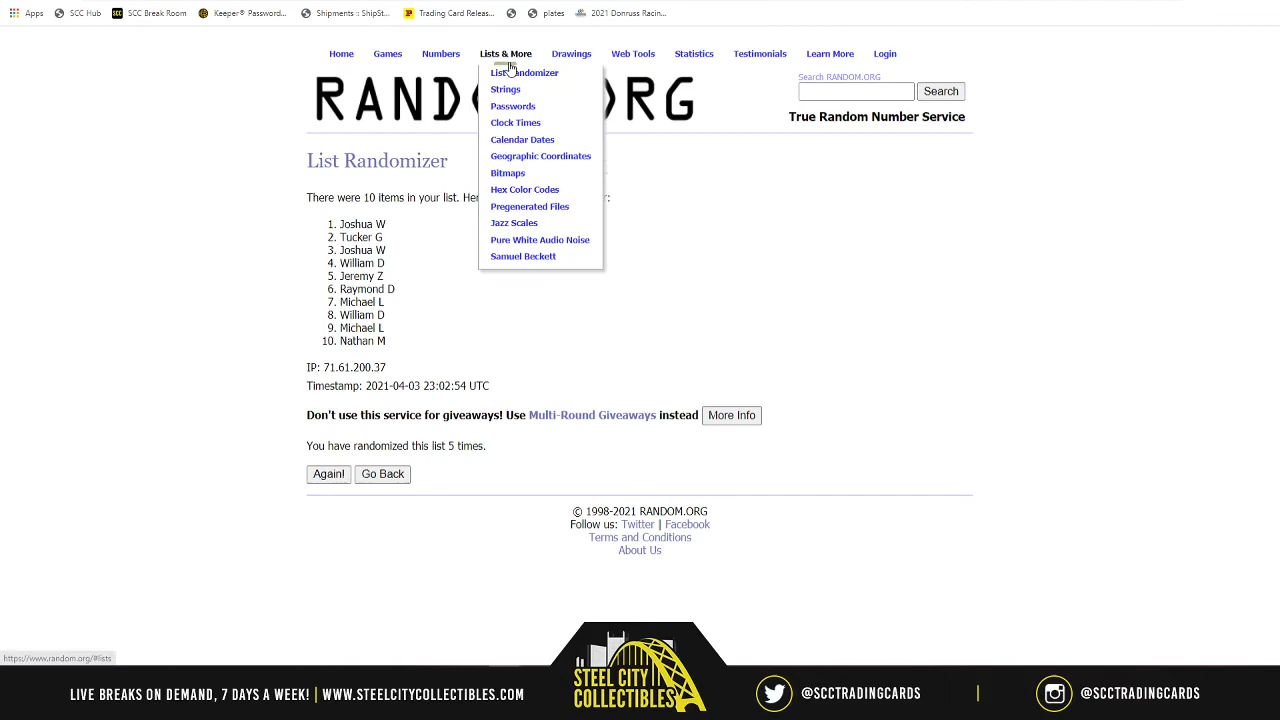 Apps SCC Hub SCC Break Room Keeper® Password... Shipments ::: ShipSt... Trading Card Releas... plates 2021 Donruss Racin...
Home Games Numbers Lists & More Drawings Web Tools Statistics Testimonials Learn More Login
List Randomizer
Strings
Passwords
Clock Times
Calendar Dates
Geographic Coordinates
Bitmaps
Hex Color Codes
Pregenerated Files
Jazz Scales
Pure White Audio Noise
Samuel Beckett
Search RANDOM.ORG
Search
True Random Number Service
List Randomizer
There were 10 items in your list.
1. Joshua W
2. Tucker G
3. Joshua W
4. William D
5. Jeremy Z
6. Raymond D
7. Michael L
8. William D
9. Michael L
10. Nathan M
IP: 71.61.200.37
Timestamp: 2021-04-03 23:02:54 UTC
Don't use this service for giveaways! Use Multi-Round Giveaways instead More Info
You have randomized this list 5 times.
Again! Go Back
© 1998-2021 RANDOM.ORG
Follow us: Twitter | Facebook
Terms and Conditions
About Us
https://www.random.org/#lists
LIVE BREAKS ON DEMAND, 7 DAYS A WEEK! | WWW.STEELCITYCOLLECTIBLES.COM
STEEL CITY
COLLECTIBLES
@SCCTRADINGCARDS | @SCCTRADINGCARDS